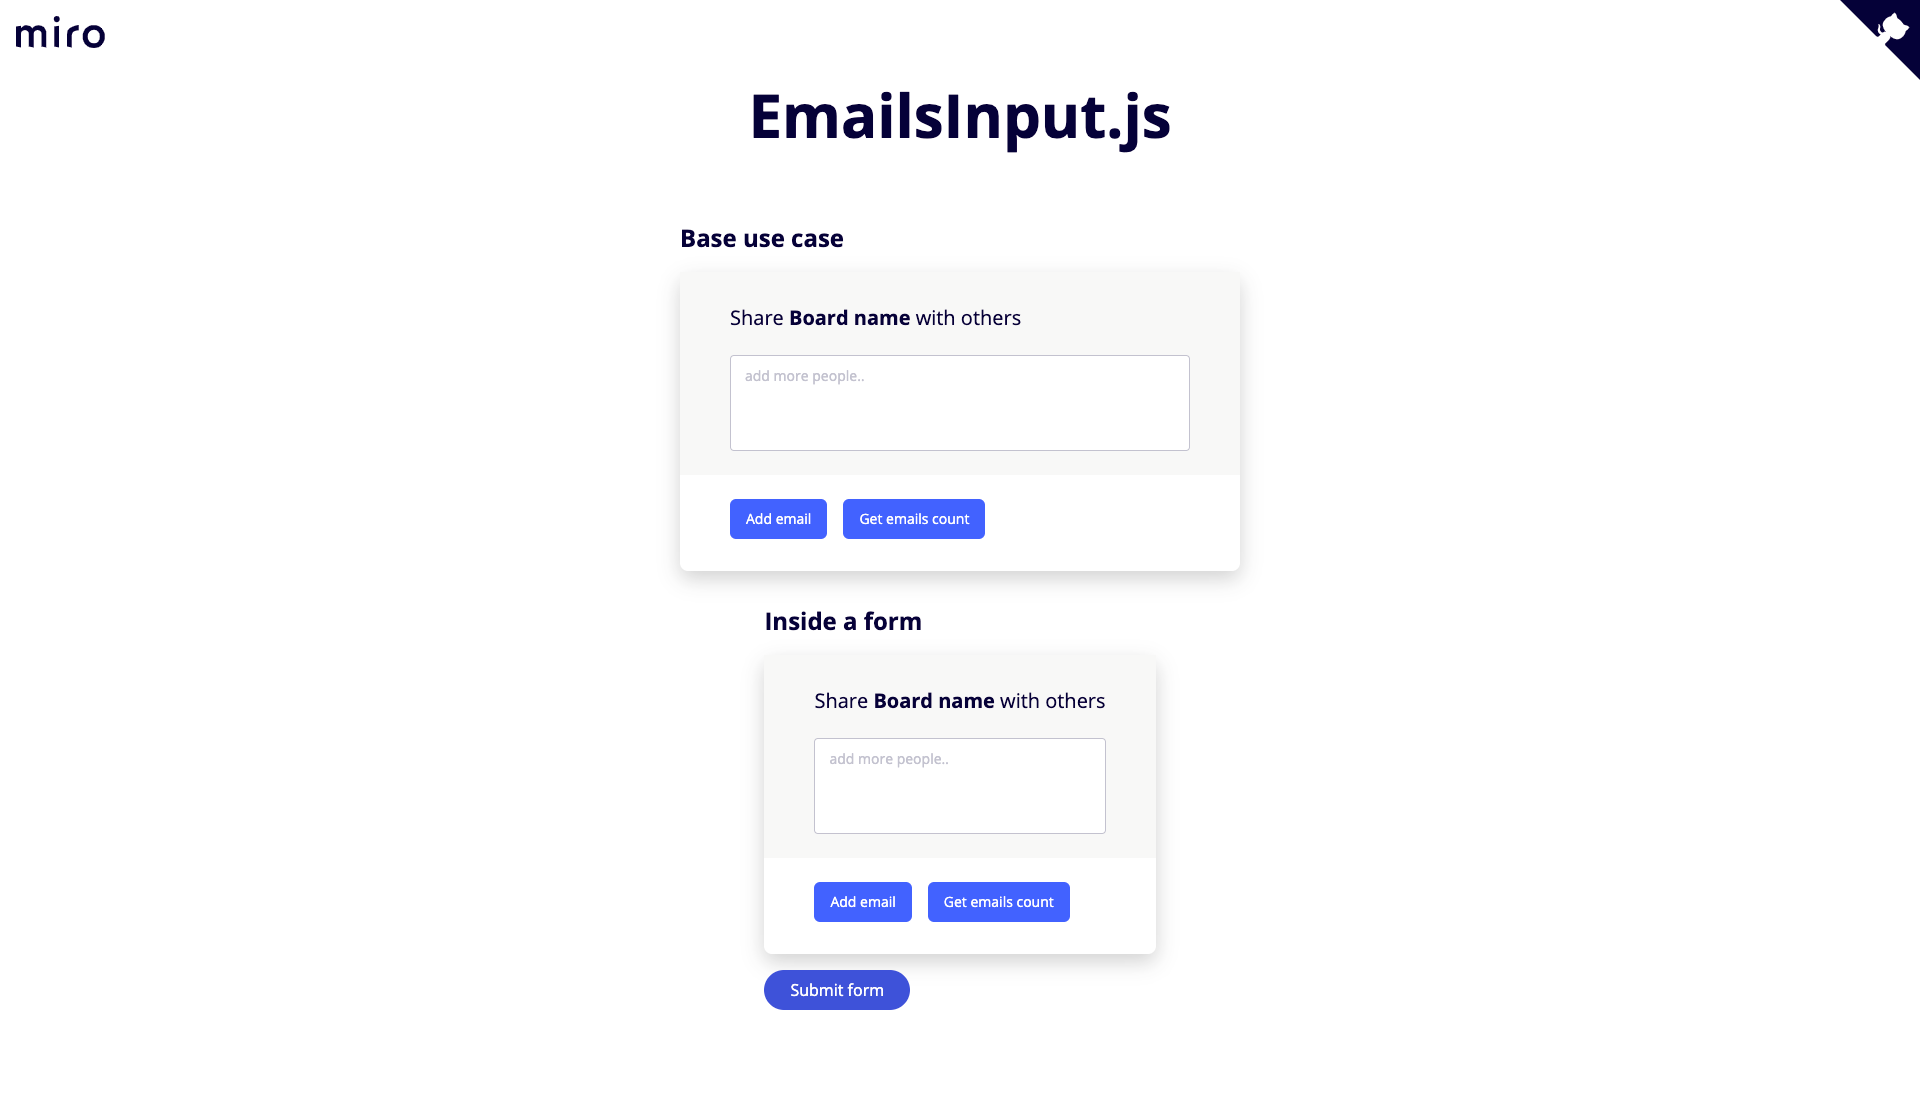 miro
EmailsInput.js
Base use case
Share Board name with others
add more people..
Add email
Get emails count
Inside a form
Share Board name with others
add more people..
Add email
Get emails count
Submit form